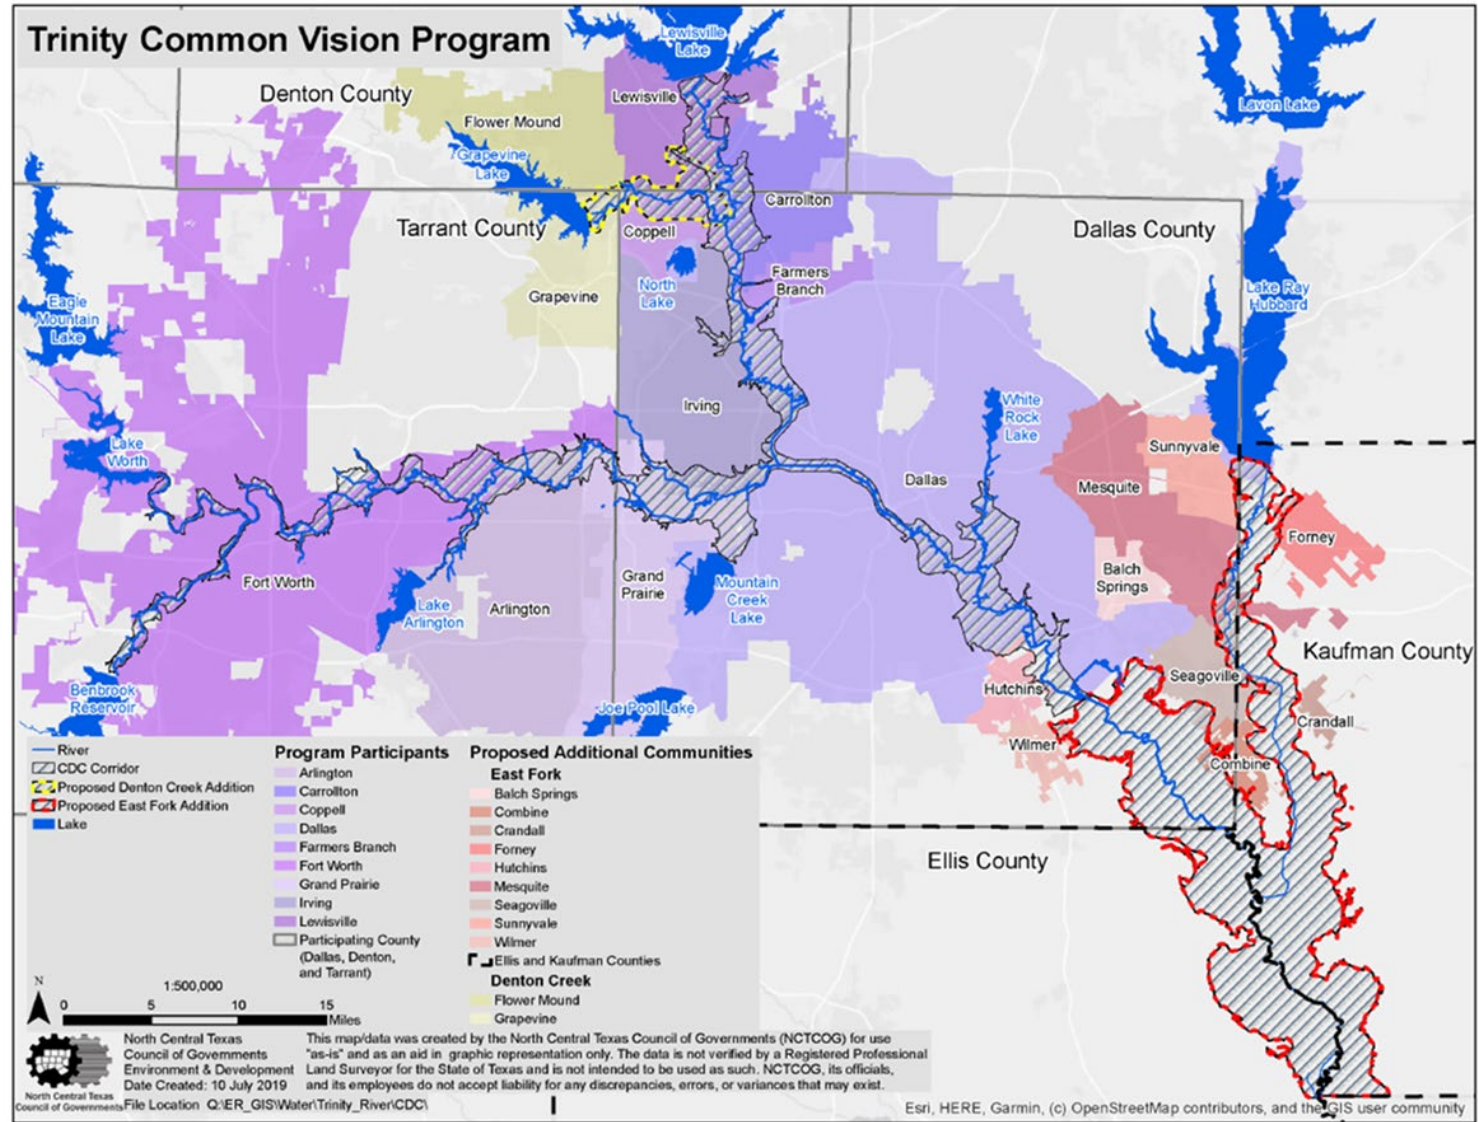 Trinity Common Vision Program
Lewisville
Lake
Lavon Lake
Denton County
Lewisville
Flower Mound
Grapevine
Lake
Carrollton
Tarrant County
Coppell
Dallas County
Farmers
Branch
North
Lake
Grapevine
Lake Ray
Hubbard
Eagle
Mountain
Lake
Irving
White
Rock
Lake
Lake
Worth
Sunnyvale
Dallas
Mesquite
Forney
Fort Worth
Grand
Prairie
Balch
Springs
Mountain
Creek
Lake
Lake
Arlington
Arlington
Kaufman County
Seagoville
Hutchins
Benbrook
Reservoir
Joe Pool Lake
Crandall
Wilmer
Combine
Ellis County
River
CDC Corridor
Proposed Denton Creek Addition
Proposed East Fork Addition
Lake
Program Participants
Arlington
Carrollton
Coppell
Dallas
Farmers Branch
Fort Worth
Grand Prairie
Irving
Lewisville
Participating County
(Dallas, Denton,
and Tarrant)
Proposed Additional Communities
East Fork
Balch Springs
Combine
Crandall
Forney
Hutchins
Mesquite
Seagoville
Sunnyvale
Wilmer
Ellis and Kaufman Counties
Denton Creek
Flower Mound
Grapevine
N
1:500,000
0 5 10 15
Miles
North Central Texas
Council of Governments
Environment & Development
Date Created: 10 July 2019
File Location Q:\ER_GIS\Water\Trinity_River\CDC\
North Central Texas
Council of Governments
This map/data was created by the North Central Texas Council of Governments (NCTCOG) for use
"as-is" and as an aid in graphic representation only. The data is not verified by a Registered Professional
Land Surveyor for the State of Texas and is not intended to be used as such. NCTCOG, its officials,
and its employees do not accept liability for any discrepancies, errors, or variances that may exist.
Esri, HERE, Garmin, (c) OpenStreetMap contributors, and the GIS user community